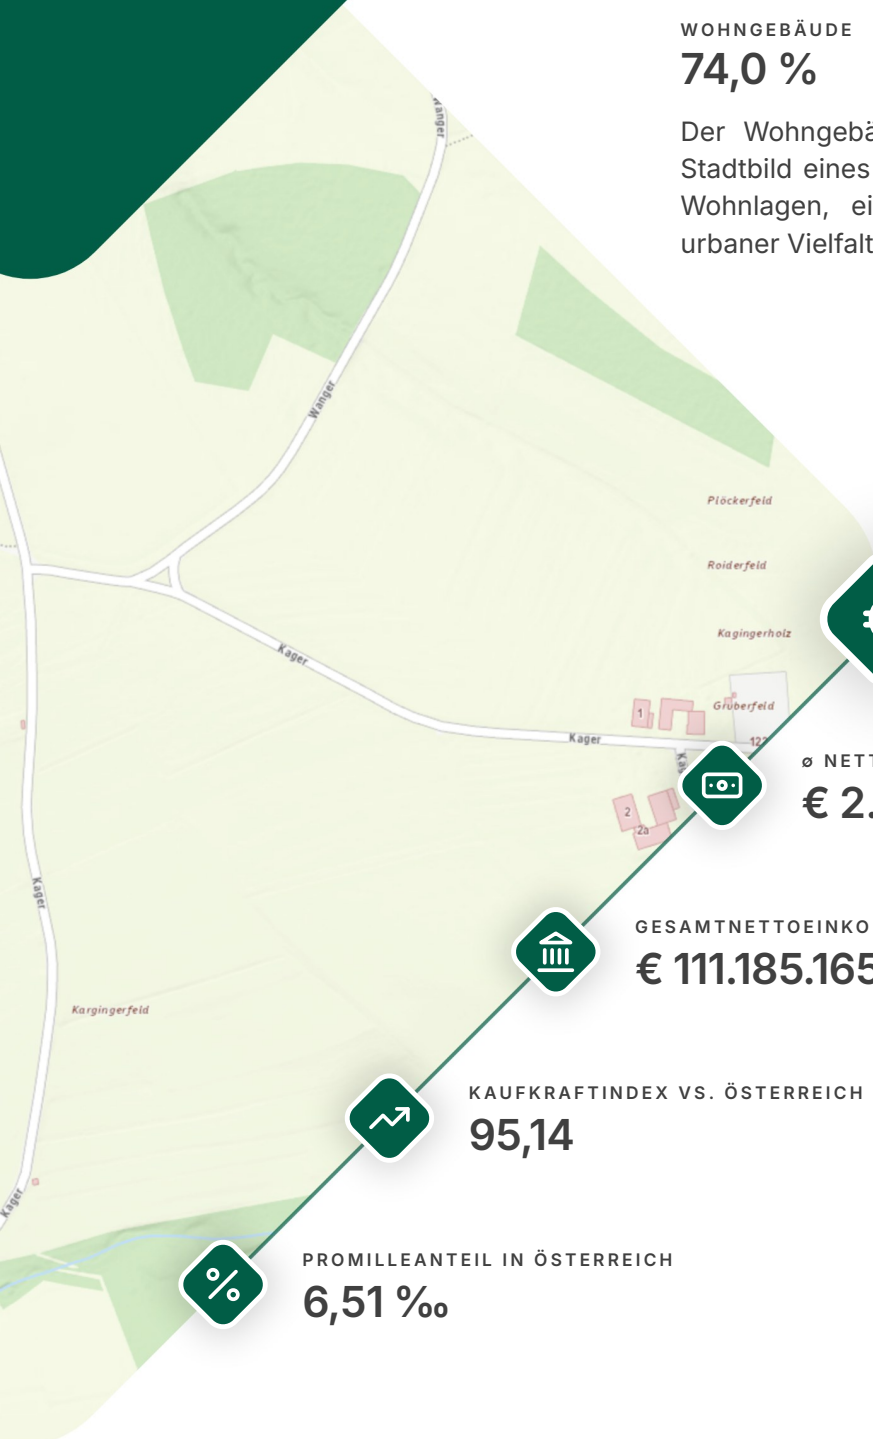 WOHNGEBÄUDE
74,0 %
Der Wohngebä
Stadtbild eines
Wohnlagen, ei
urbaner Vielfalt
Wanger
Wanger
Plöckerfeld
Roiderfeld
Kagingerholz
Kager
1
Gruberfeld
Kager
122
ø NETT
€ 2.
2
2a
Kager
GESAMTNETTOEINKO
€ 111.185.165
Kargingerfeld
KAUFKRAFTINDEX VS. ÖSTERREICH
95,14
Kager
PROMILLEANTEIL IN ÖSTERREICH
6,51 ‰